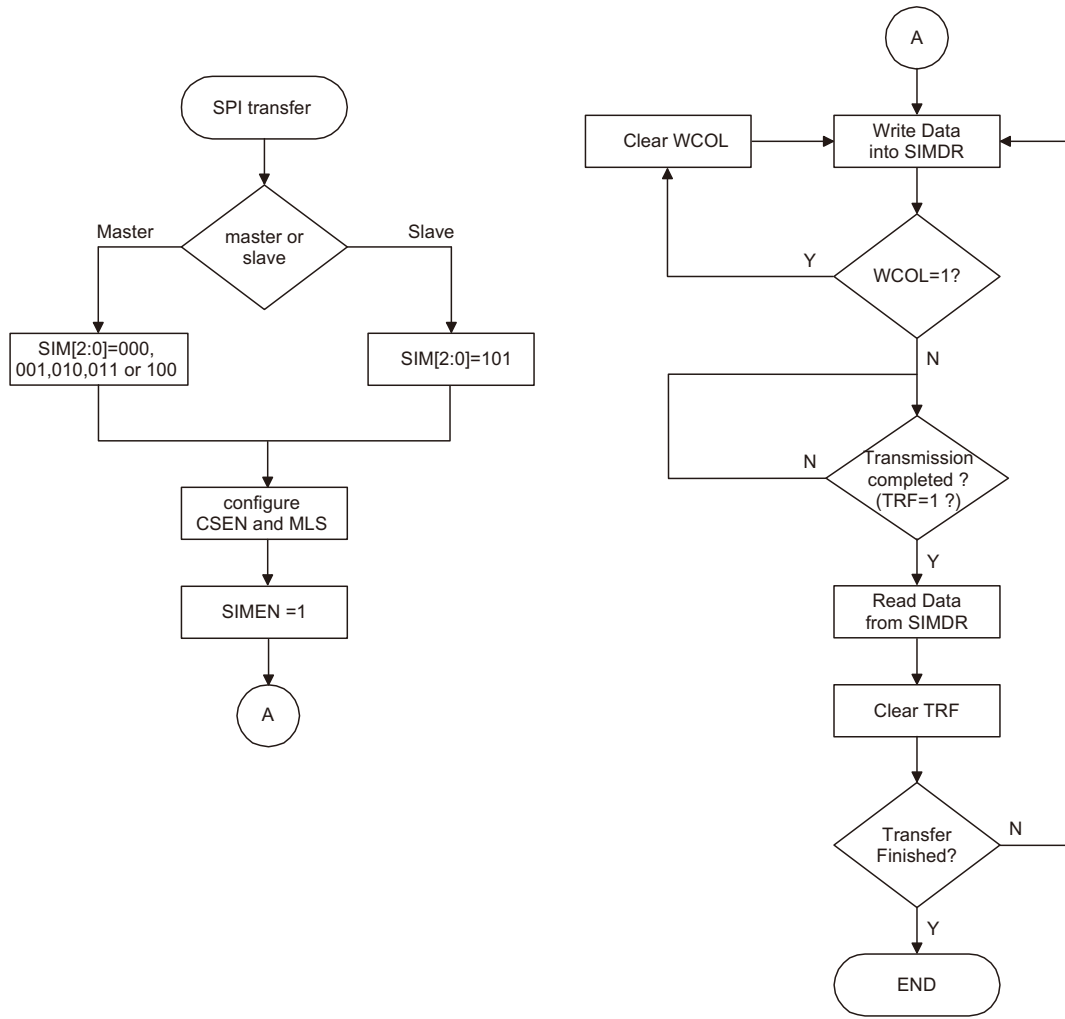 SPI transfer
master or
slave
Master
Slave
SIM[2:0]=000,
001,010,011 or 100
SIM[2:0]=101
configure
CSEN and MLS
SIMEN =1
A
A
Write Data
into SIMDR
Clear WCOL
WCOL=1?
Y
N
Transmission
completed ?
(TRF=1 ?)
N
Y
Read Data
from SIMDR
Clear TRF
Transfer
Finished?
N
Y
END